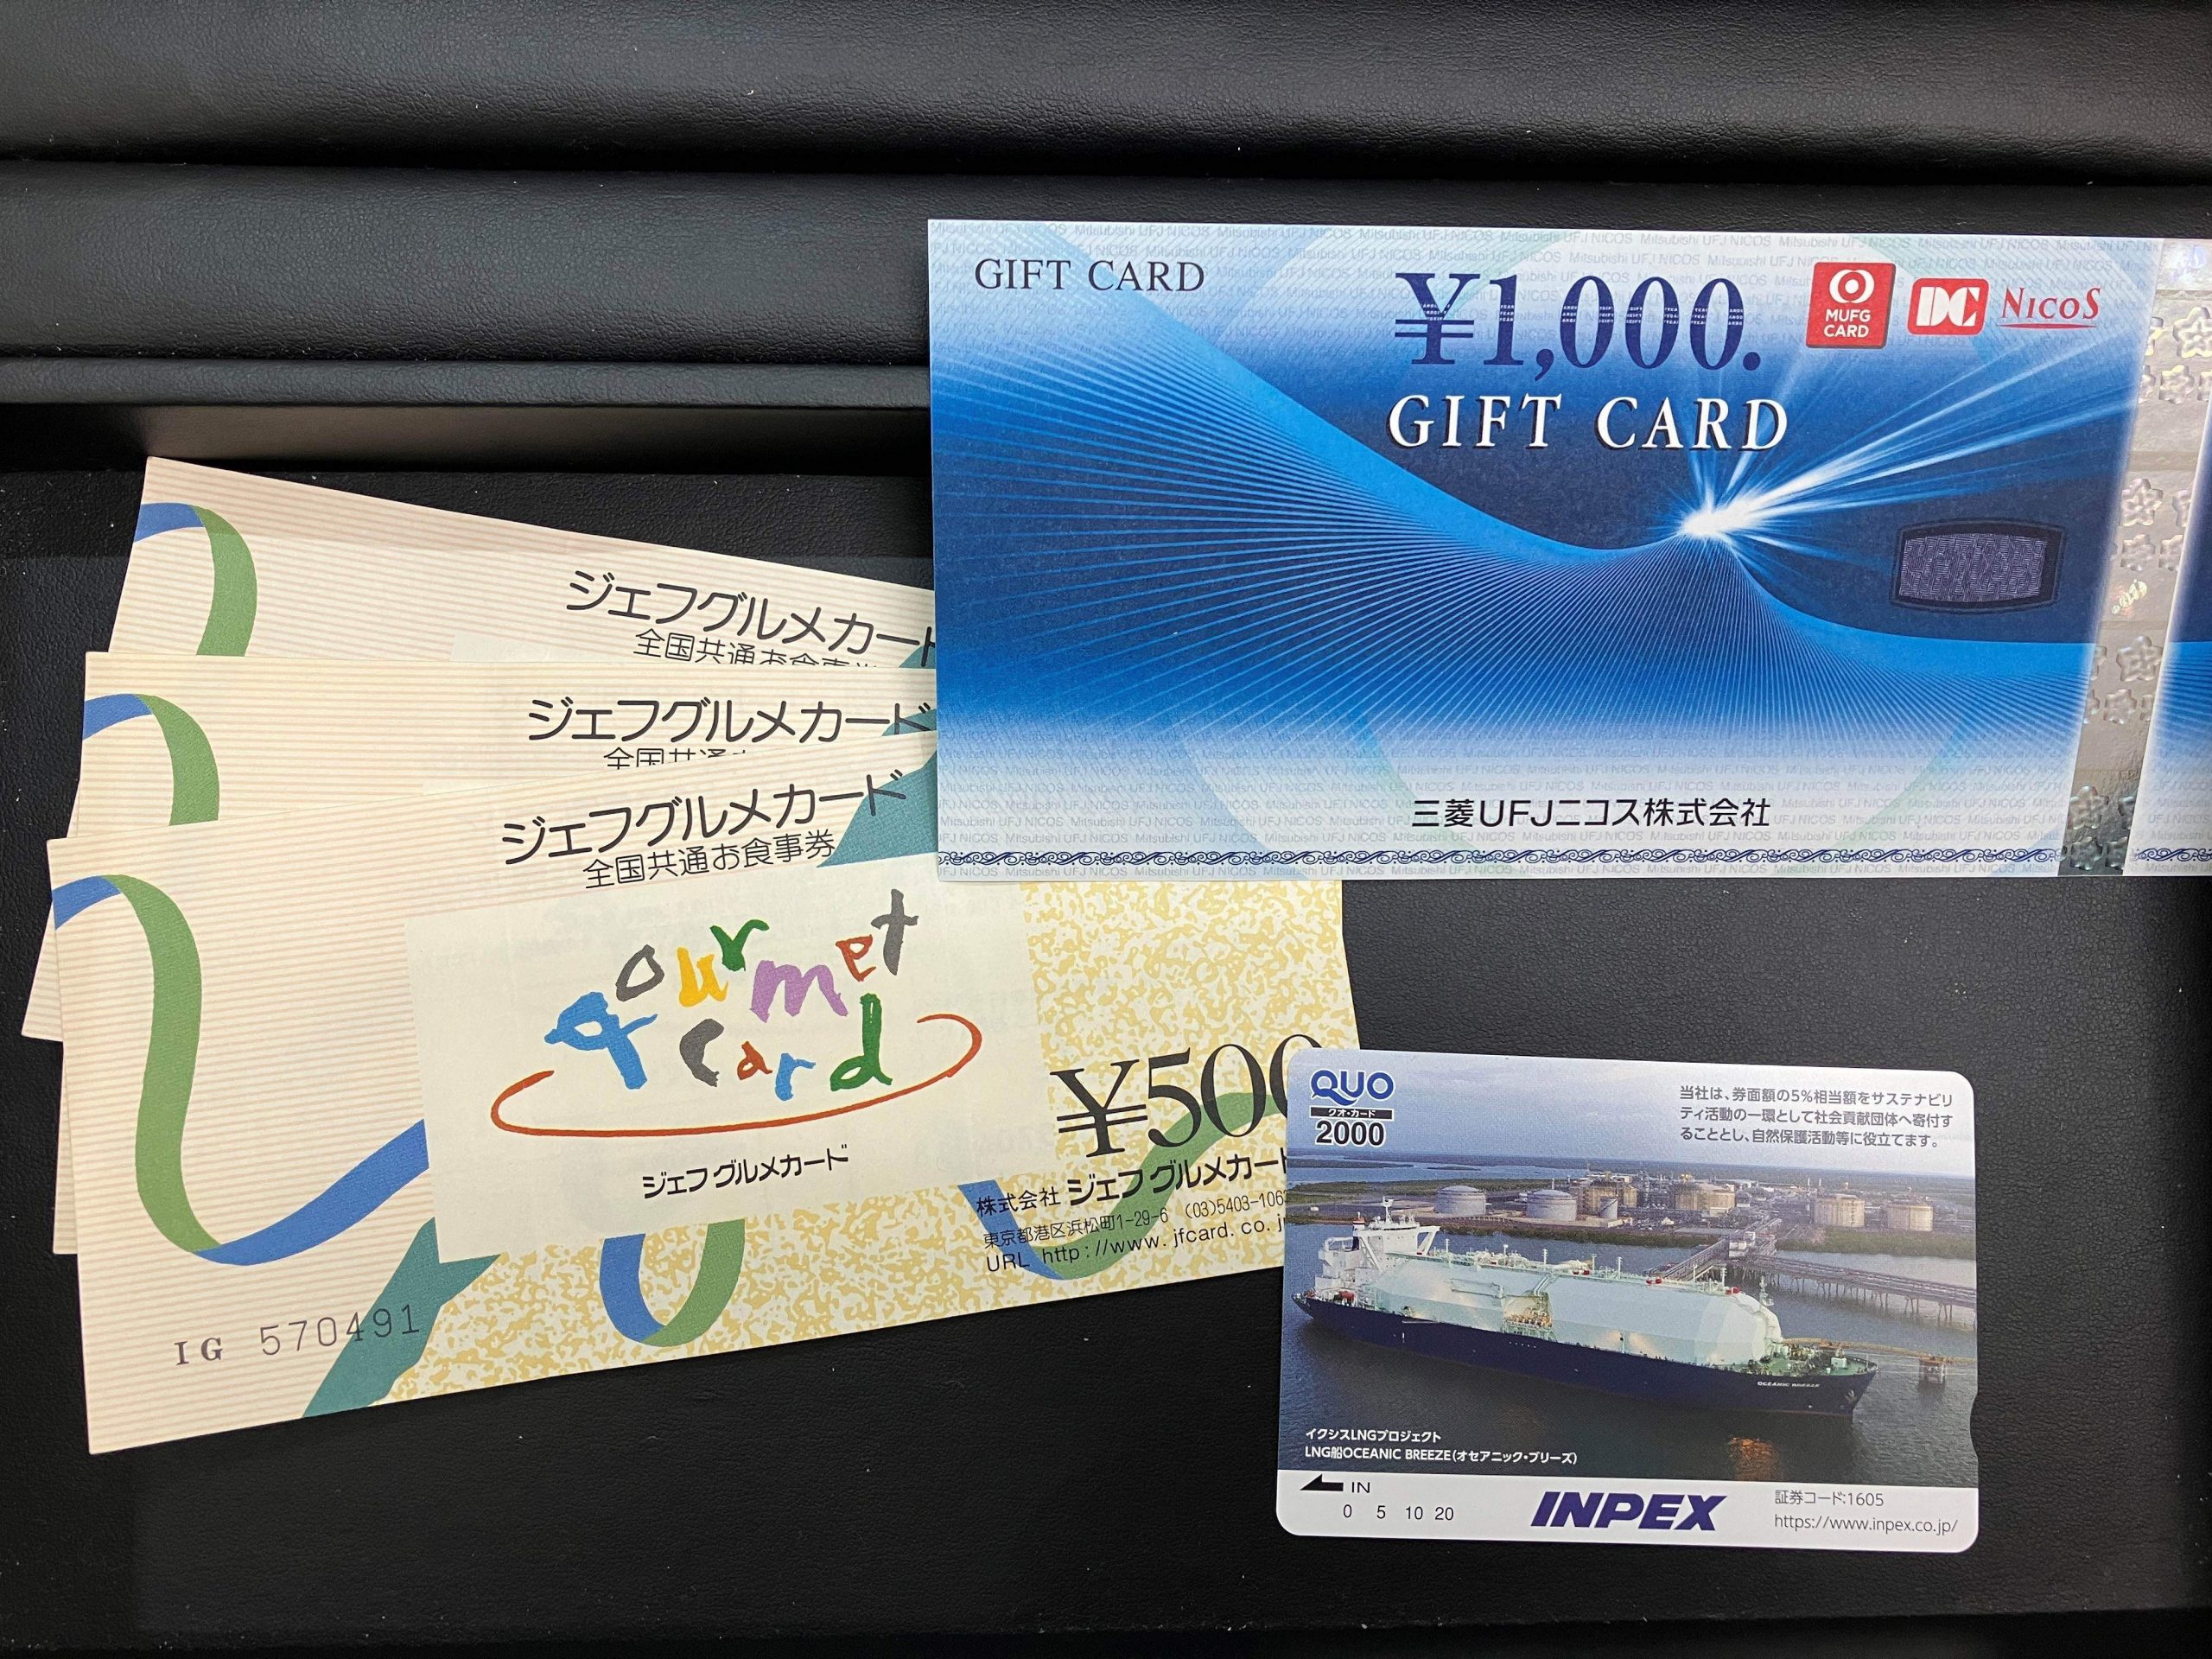 GIFT CARD
¥1,000.
GIFT CARD
MUFG
CARD
DC
NICOS
三菱UFJニコス株式会社
ジェフグルメカード
全国共通お食事券
ジェフグルメカード
全国共通
ジェフグルメカード
全国共通お食事券
gourmet
card
ジェフ グルメカード
¥500
株式会社 ジェフ グルメカード
東京都港区浜松町1-29-6 (03)5403-106
URL http://www.jfcard.co.j
IG 570491
QUO
クオ・カード
2000
当社は、券面額の5%相当額をサステナビリ
ティ活動の一環として社会貢献団体へ寄付す
ることとし、自然保護活動等に役立てます。
OCEANIC BREEZE
イクシスLNGプロジェクト
LNG船OCEANIC BREEZE(オセアニック・ブリーズ)
IN
0 5 10 20
INPEX
証券コード:1605
https://www.inpex.co.jp/